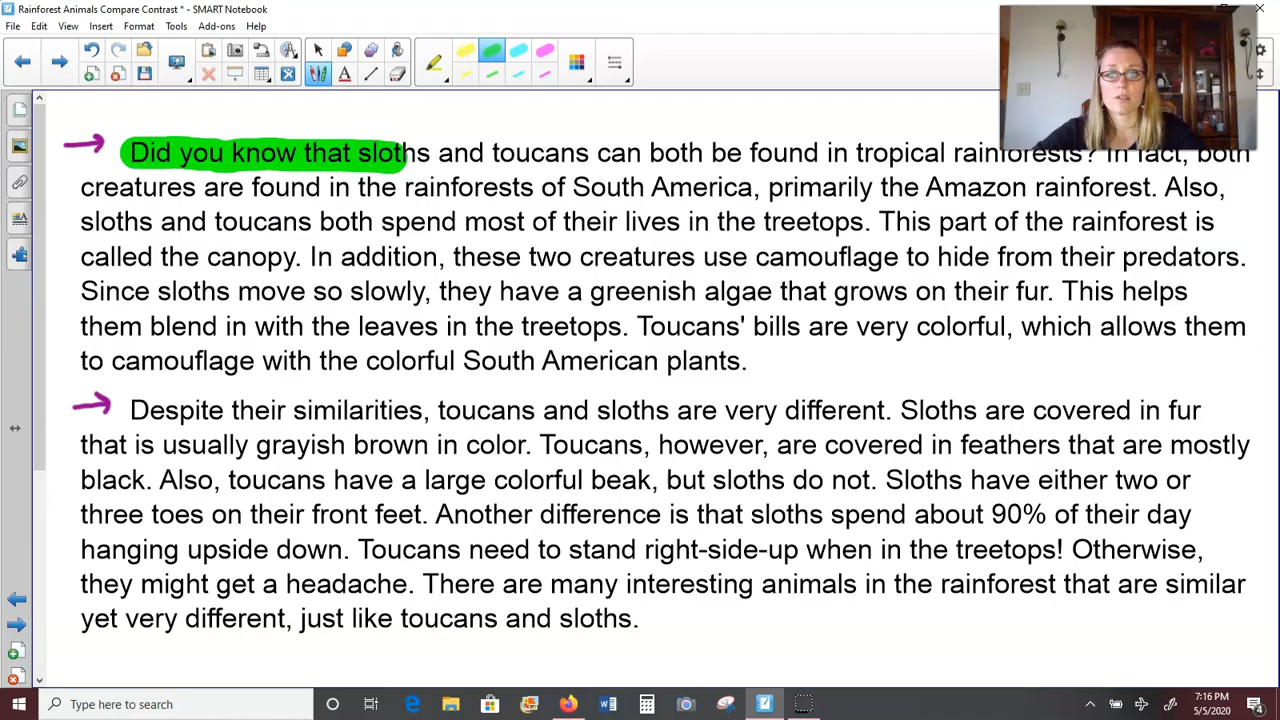 Rainforest Animals Compare Contrast * - SMART Notebook
File Edit View Insert Format Tools Add-ons Help
Did you know that sloths and toucans can both be found in tropical rainforests? In fact, both
creatures are found in the rainforests of South America, primarily the Amazon rainforest. Also,
sloths and toucans both spend most of their lives in the treetops. This part of the rainforest is
called the canopy. In addition, these two creatures use camouflage to hide from their predators.
Since sloths move so slowly, they have a greenish algae that grows on their fur. This helps
them blend in with the leaves in the treetops. Toucans' bills are very colorful, which allows them
to camouflage with the colorful South American plants.
Despite their similarities, toucans and sloths are very different. Sloths are covered in fur
that is usually grayish brown in color. Toucans, however, are covered in feathers that are mostly
black. Also, toucans have a large colorful beak, but sloths do not. Sloths have either two or
three toes on their front feet. Another difference is that sloths spend about 90% of their day
hanging upside down. Toucans need to stand right-side-up when in the treetops! Otherwise,
they might get a headache. There are many interesting animals in the rainforest that are similar
yet very different, just like toucans and sloths.
Type here to search
7:16 PM
5/5/2020
4